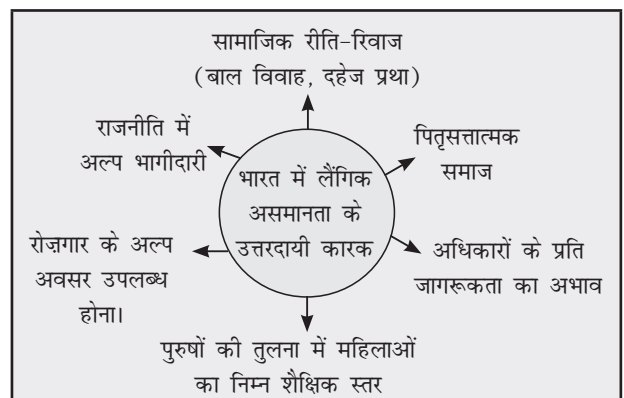 सामाजिक रीति-रिवाज
(बाल विवाह, दहेज प्रथा)
राजनीति में
अल्प भागीदारी
पितृसत्तात्मक
समाज
भारत में लैंगिक
असमानता के
उत्तरदायी कारक
रोज़गार के अल्प
अवसर उपलब्ध
होना।
अधिकारों के प्रति
जागरूकता का अभाव
पुरुषों की तुलना में महिलाओं
का निम्न शैक्षिक स्तर